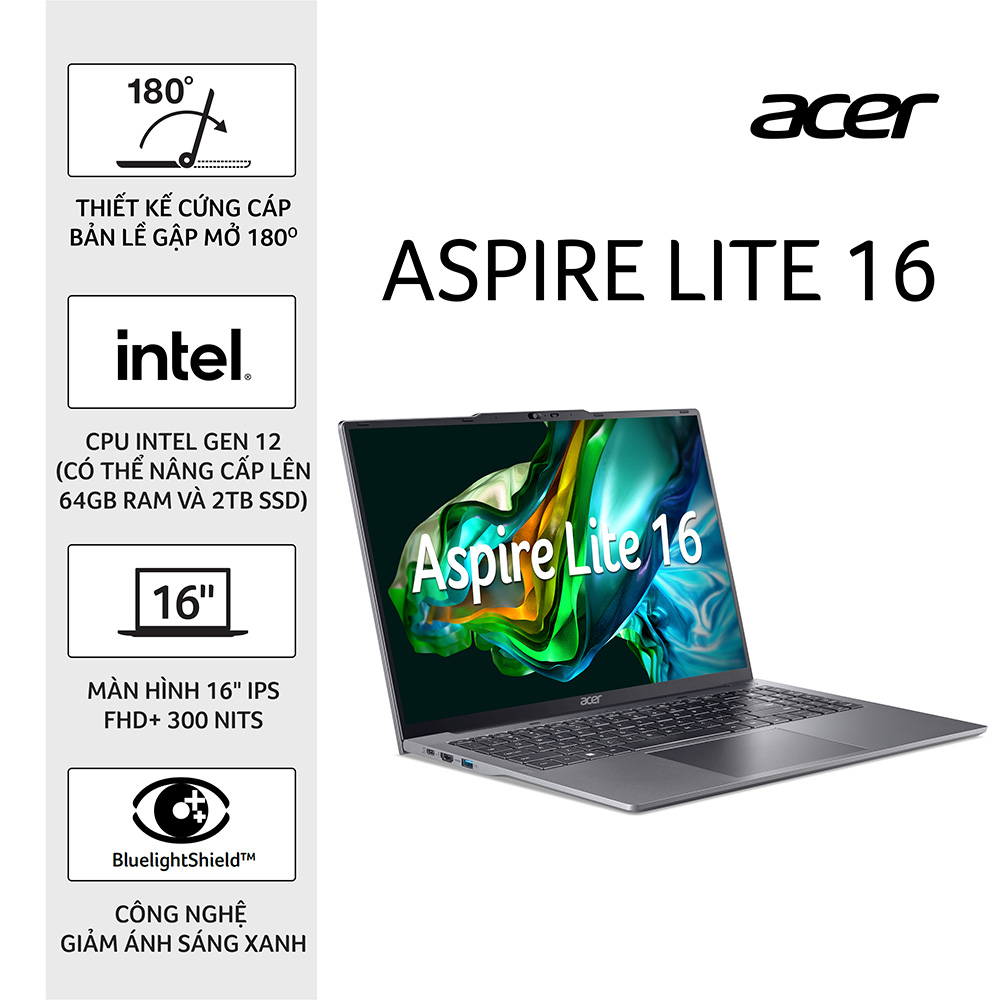 180°
THIẾT KẾ CỨNG CÁP
BẢN LỀ GẬP MỞ 180º
intel®
CPU INTEL GEN 12
(CÓ THỂ NÂNG CẤP LÊN
64GB RAM VÀ 2TB SSD)
16"
MÀN HÌNH 16" IPS
FHD+ 300 NITS
BluelightShield™
CÔNG NGHỆ
GIẢM ÁNH SÁNG XANH
acer
ASPIRE LITE 16
Aspire Lite 16
acer